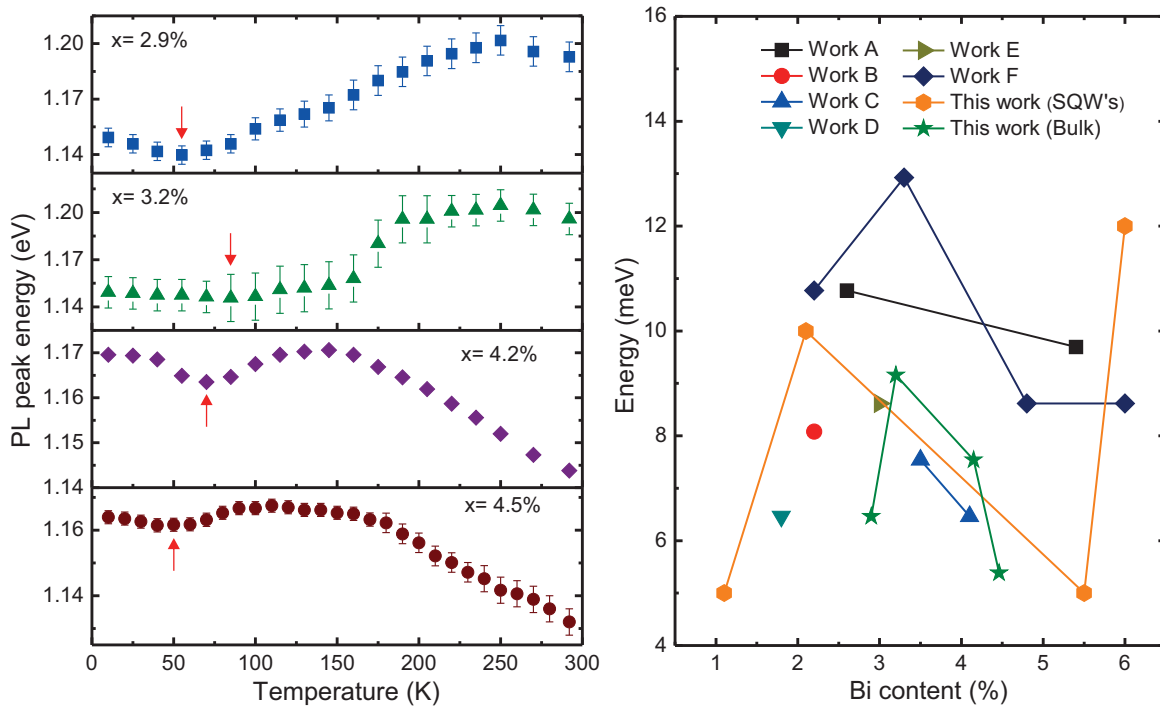 x= 2.9%
1.20
1.17
1.14
x= 3.2%
1.20
1.17
1.14
x= 4.2%
1.17
1.16
1.15
1.14
x= 4.5%
1.16
1.14
PL peak energy (eV)
0 50 100 150 200 250 300
Temperature (K)
16
14
12
10
8
6
4
Energy (meV)
Work A
Work B
Work C
Work D
Work E
Work F
This work (SQW's)
This work (Bulk)
1 2 3 4 5 6
Bi content (%)